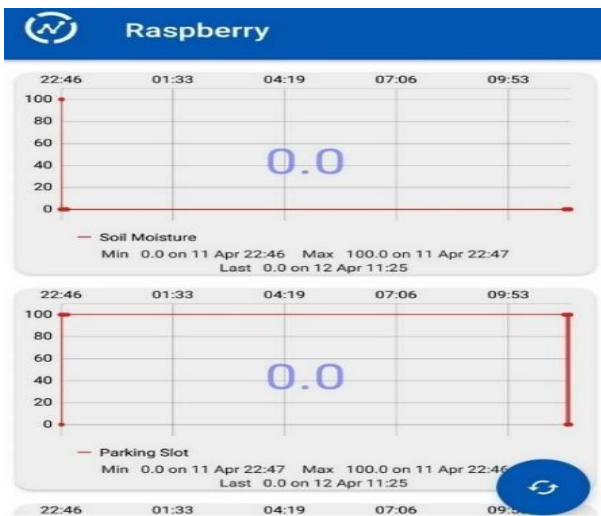 Raspberry
22:46 01:33 04:19 07:06 09:53
100
80
60
40
20
0
0.0
Soil Moisture
Min 0.0 on 11 Apr 22:46 Max 100.0 on 11 Apr 22:47
Last 0.0 on 12 Apr 11:25
22:46 01:33 04:19 07:06 09:53
100
80
60
40
20
0
0.0
Parking Slot
Min 0.0 on 11 Apr 22:47 Max 100.0 on 11 Apr 22:46
Last 0.0 on 12 Apr 11:25
22:46 01:33 04:19 07:06